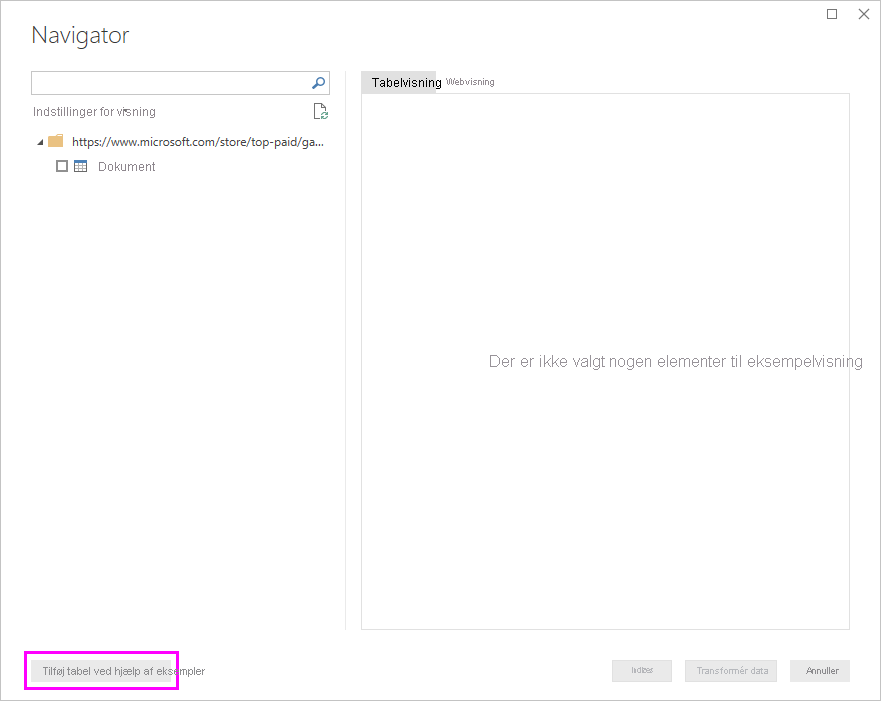 Navigator
Indstillinger for visning
https://www.microsoft.com/store/top-paid/ga...
Dokument
Tabelvisning Webvisning
Der er ikke valgt nogen elementer til eksempelvisning
Tilføj tabel ved hjælp af eksempler
Indlæs Transformér data Annuller